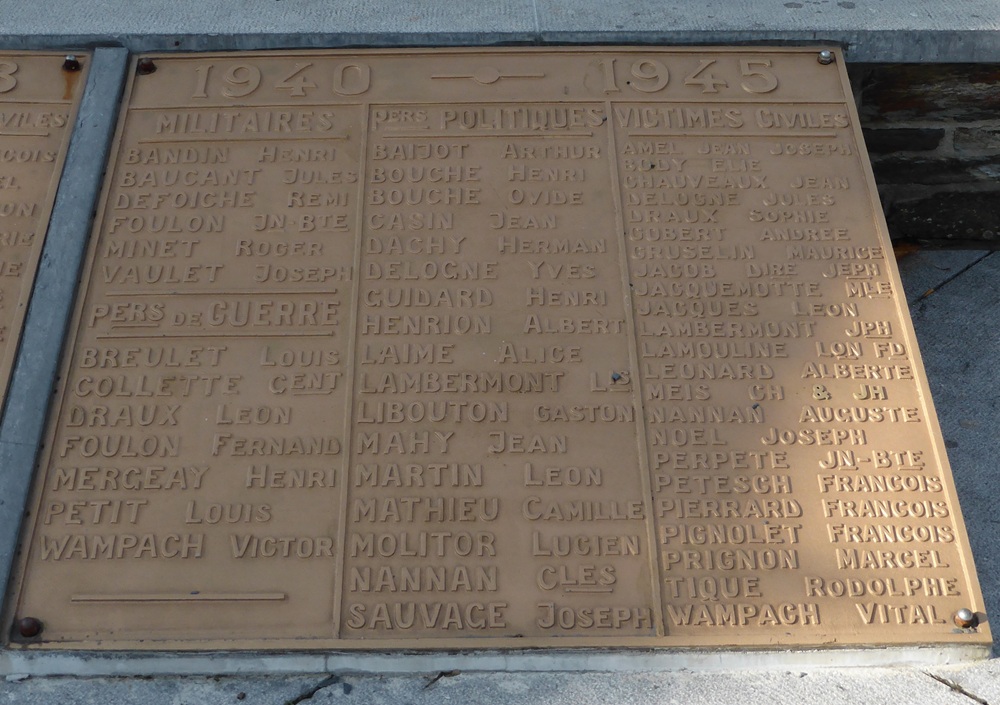 3
1940 1945
VILES
COIS
MILITAIRES
BANDIN HENRI
BAUCANT JULES
DEFOICHE REMI
FOULON JN-BTE
MINET ROGER
VAULET JOSEPH
PERS DE GUERRE
BREULET LOUIS
COLLETTE CENT
DRAUX LEON
FOULON FERNAND
MERGEAY HENRI
PETIT LOUIS
WAMPACH VICTOR
PERS POLITIQUES
BAIJOT ARTHUR
BOUCHE HENRI
BOUCHE OVIDE
CASIN JEAN
DACHY HERMAN
DELOGNE YVES
GUIDARD HENRI
HENRION ALBERT
LAIME ALICE
LAMBERMONT LIS
LIBOUTON GASTON
MAHY JEAN
MARTIN LEON
MATHIEU CAMILLE
MOLITOR LUCIEN
NANNAN CLES
SAUVAGE JOSEPH
VICTIMES CIVILES
AMEL JEAN JOSEPH
BODY ELIE
CHAUVEAUX JEAN
DELOGNE JULES
DRAUX SOPHIE
GOBERT ANDREE
GRUSELIN MAURICE
JACOB DIRE JEPH
JACQUEMOTTE MLE
JACQUES LEON
LAMBERMONT JPH
LAMOULINE LON FD
LEONARD ALBERTE
MEIS CH & JH
NANNAN AUGUSTE
NOEL JOSEPH
PERPETE JN-BTE
PETESCH FRANCOIS
PIERRARD FRANCOIS
PIGNOLET FRANCOIS
PRIGNON MARCEL
TIQUE RODOLPHE
WAMPACH VITAL